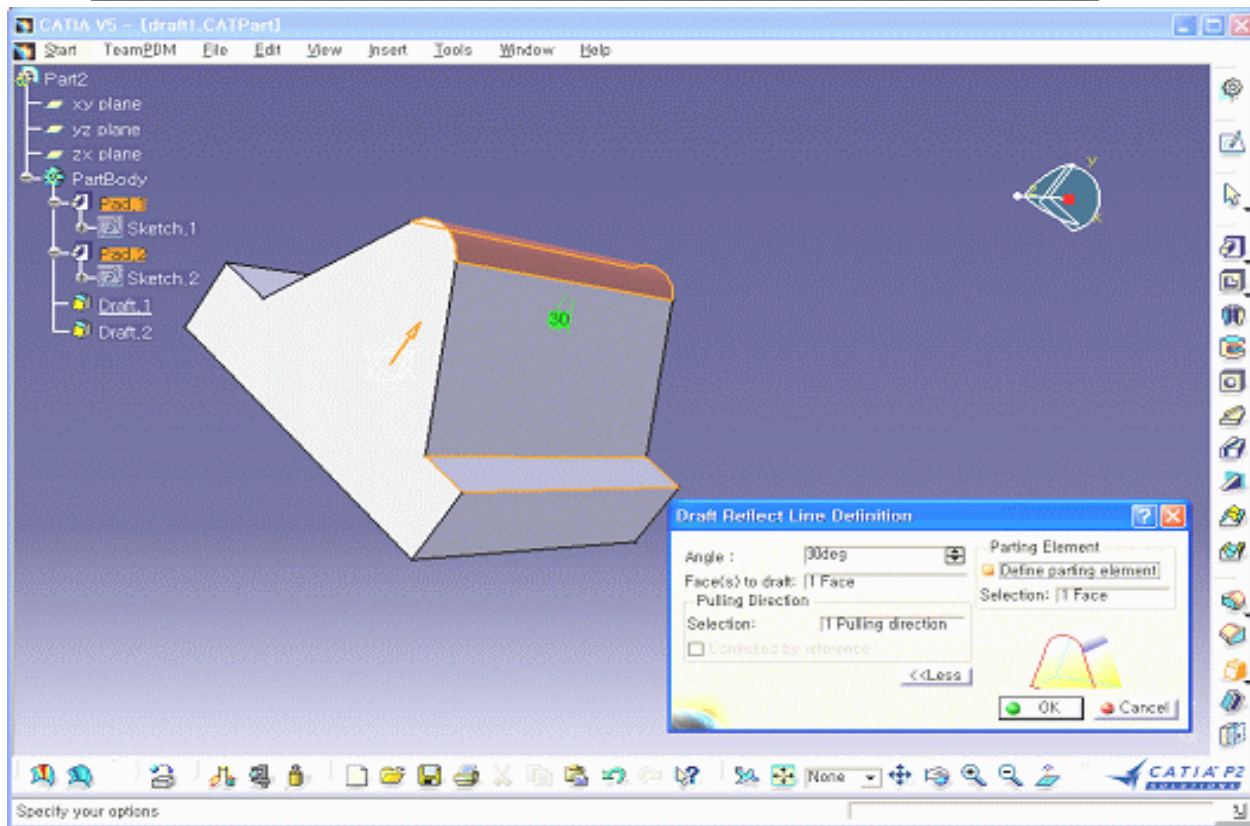 CATIA V5 - [draft1.CATPart]
Start TeamPDM File Edit View Insert Tools Window Help
Part2
xy plane
yz plane
zx plane
PartBody
Pad.1
Sketch.1
Pad.2
Sketch.2
Draft.1
Draft.2
y
x
30
Draft Reflect Line Definition
Angle : 30deg
Face(s) to draft: 1 Face
Pulling Direction
Selection: 1 Pulling direction
Controlled by reference
<<Less
Parting Element
Define parting element
Selection: 1 Face
OK Cancel
None
CATIA P2
SOLUTIONS
Specify your options